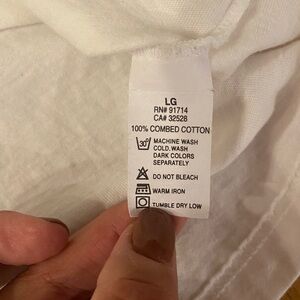 LG
RN# 91714
CA# 32528
100% COMBED COTTON
30° MACHINE WASH
COLD, WASH
DARK COLORS
SEPARATELY
DO NOT BLEACH
WARM IRON
TUMBLE DRY LOW